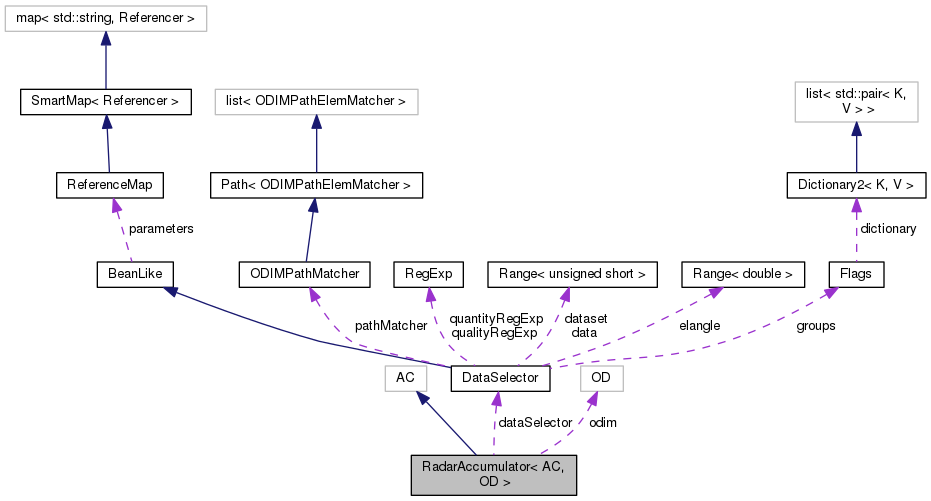 map< std::string, Referencer >
SmartMap< Referencer >
list< ODIMPathElemMatcher >
list< std::pair< K,
V > >
ReferenceMap
Path< ODIMPathElemMatcher >
Dictionary2< K, V >
parameters
dictionary
BeanLike
ODIMPathMatcher
RegExp
Range< unsigned short >
Range< double >
Flags
pathMatcher
quantityRegExp
qualityRegExp
dataset
data
elangle
groups
AC
DataSelector
OD
dataSelector
odim
RadarAccumulator< AC,
OD >